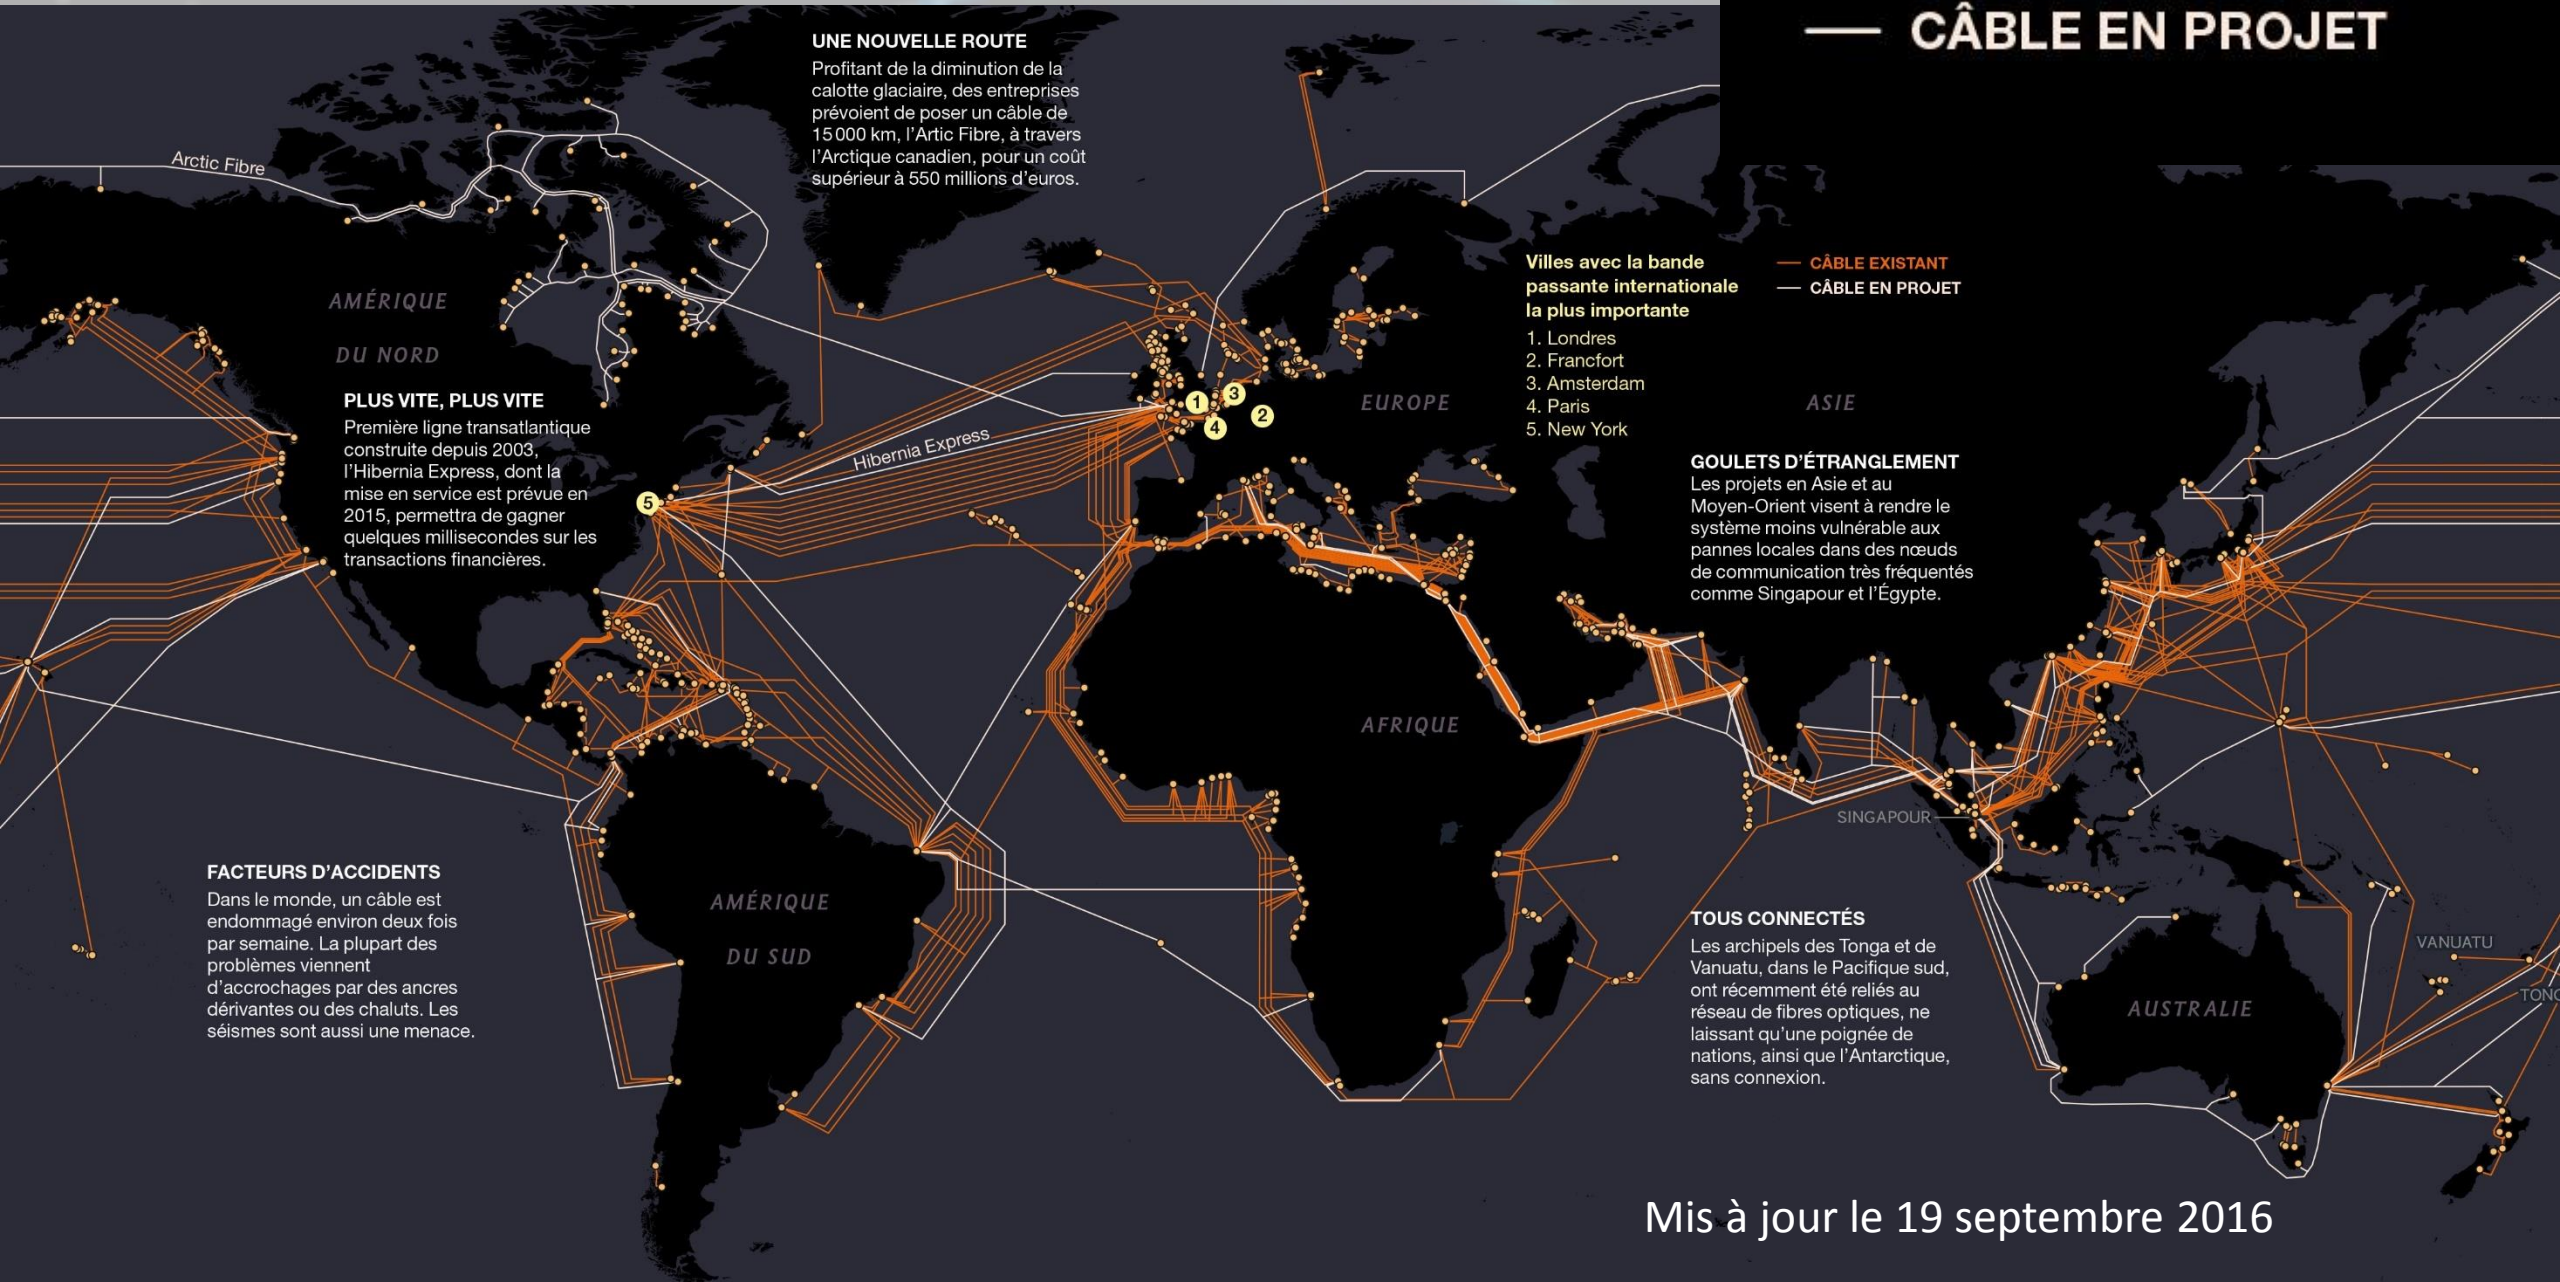 CÂBLE EN PROJET
UNE NOUVELLE ROUTE
Profitant de la diminution de la
calotte glaciaire, des entreprises
prévoient de poser un câble de
15 000 km, l'Artic Fibre, à travers
l'Arctique canadien, pour un coût
supérieur à 550 millions d'euros.
Arctic Fibre
AMÉRIQUE
DU NORD
PLUS VITE, PLUS VITE
Première ligne transatlantique
construite depuis 2003,
l'Hibernia Express, dont la
mise en service est prévue en
2015, permettra de gagner
quelques millisecondes sur les
transactions financières.
Hibernia Express
1
2
3
4
5
EUROPE
Villes avec la bande
passante internationale
la plus importante
1. Londres
2. Francfort
3. Amsterdam
4. Paris
5. New York
CÂBLE EXISTANT
CÂBLE EN PROJET
ASIE
GOULETS D'ÉTRANGLEMENT
Les projets en Asie et au
Moyen-Orient visent à rendre le
système moins vulnérable aux
pannes locales dans des nœuds
de communication très fréquentés
comme Singapour et l'Égypte.
AFRIQUE
SINGAPOUR
FACTEURS D'ACCIDENTS
Dans le monde, un câble est
endommagé environ deux fois
par semaine. La plupart des
problèmes viennent
d'accrochages par des ancres
dérivantes ou des chaluts. Les
séismes sont aussi une menace.
AMÉRIQUE
DU SUD
TOUS CONNECTÉS
Les archipels des Tonga et de
Vanuatu, dans le Pacifique sud,
ont récemment été reliés au
réseau de fibres optiques, ne
laissant qu'une poignée de
nations, ainsi que l'Antarctique,
sans connexion.
VANUATU
TONG
AUSTRALIE
Mis à jour le 19 septembre 2016